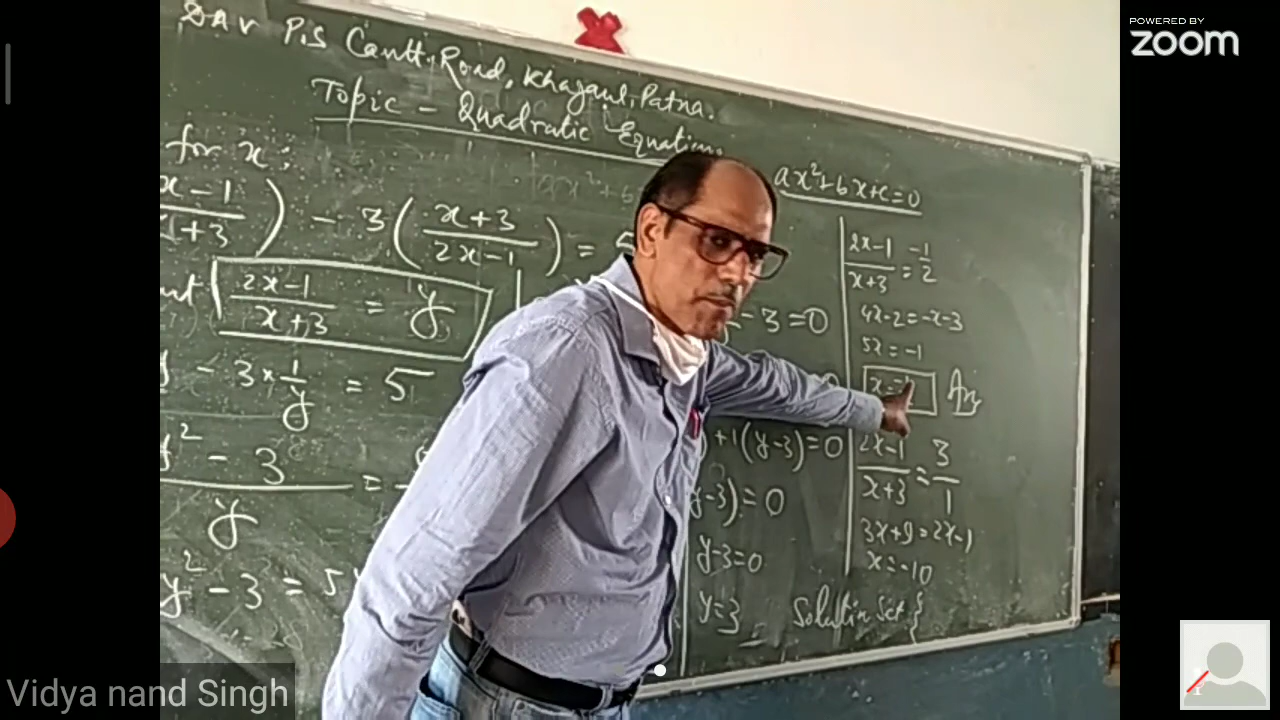 DAV P.S Cantt. Road, Khagaul, Patna.
Topic - Quadratic Equation.
ax²+bx+c=0
for x:
x-1
+3 ) - 3 ( x+3
2x-1 ) =
2x-1
x+3 = y
- 3 × 1
y = 5
² - 3
y =
y² - 3 = 5
- 3 = 0
+1(y-3)=0
y-3)=0
y-3=0
y=3
2x-1
x+3 = -1
2
4x-2=-x-3
5x=-1
x=- Ans
2x-1
x+3 = 3
1
3x+9=2x-1
x=-10
Solution Set {
POWERED BY
zoom
Vidya nand Singh